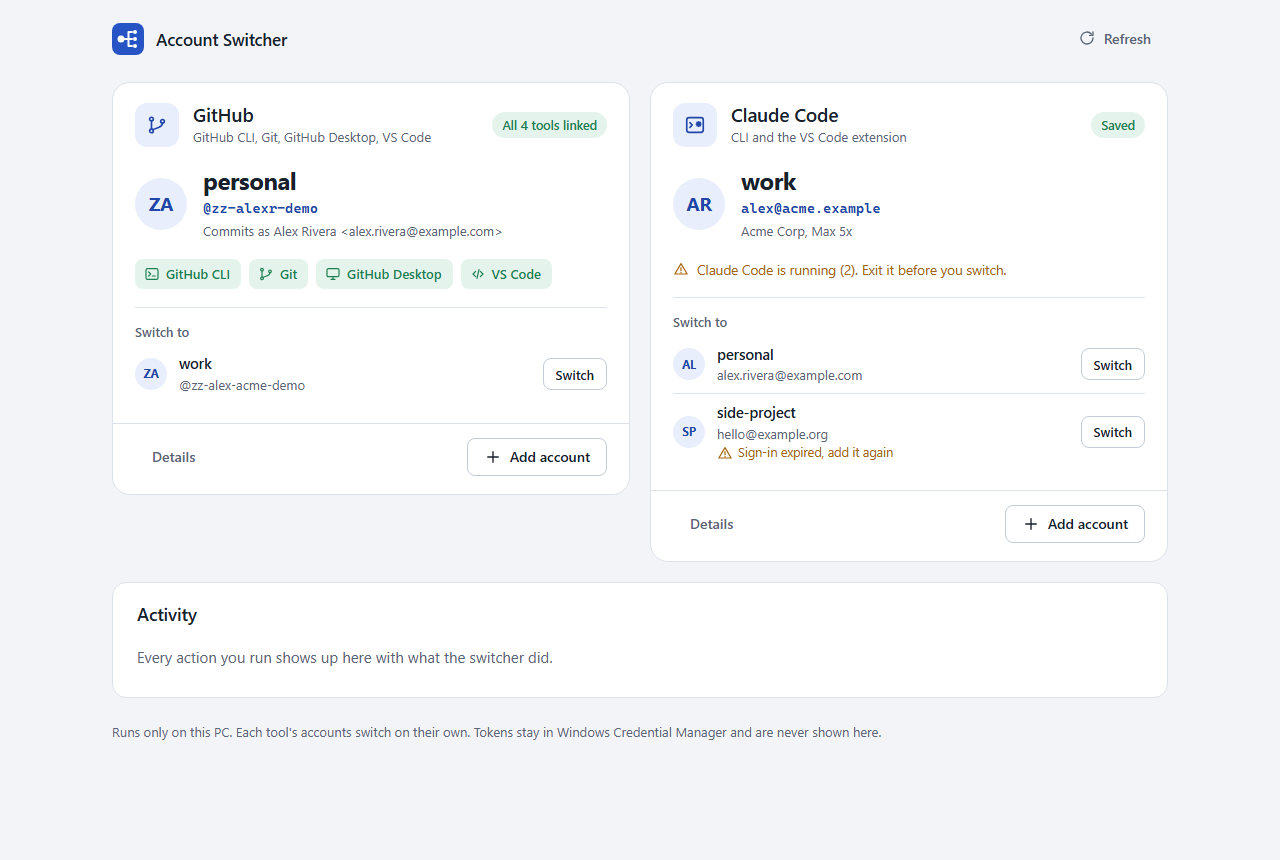 Account Switcher
Refresh
GitHub
GitHub CLI, Git, GitHub Desktop, VS Code
All 4 tools linked
ZA
personal
@zz-alexr-demo
Commits as Alex Rivera <alex.rivera@example.com>
GitHub CLI
Git
GitHub Desktop
VS Code
Switch to
ZA
work
@zz-alex-acme-demo
Switch
Details
Add account
Claude Code
CLI and the VS Code extension
Saved
AR
work
alex@acme.example
Acme Corp, Max 5x
Claude Code is running (2). Exit it before you switch.
Switch to
AL
personal
alex.rivera@example.com
Switch
SP
side-project
hello@example.org
Sign-in expired, add it again
Switch
Details
Add account
Activity
Every action you run shows up here with what the switcher did.
Runs only on this PC. Each tool's accounts switch on their own. Tokens stay in Windows Credential Manager and are never shown here.